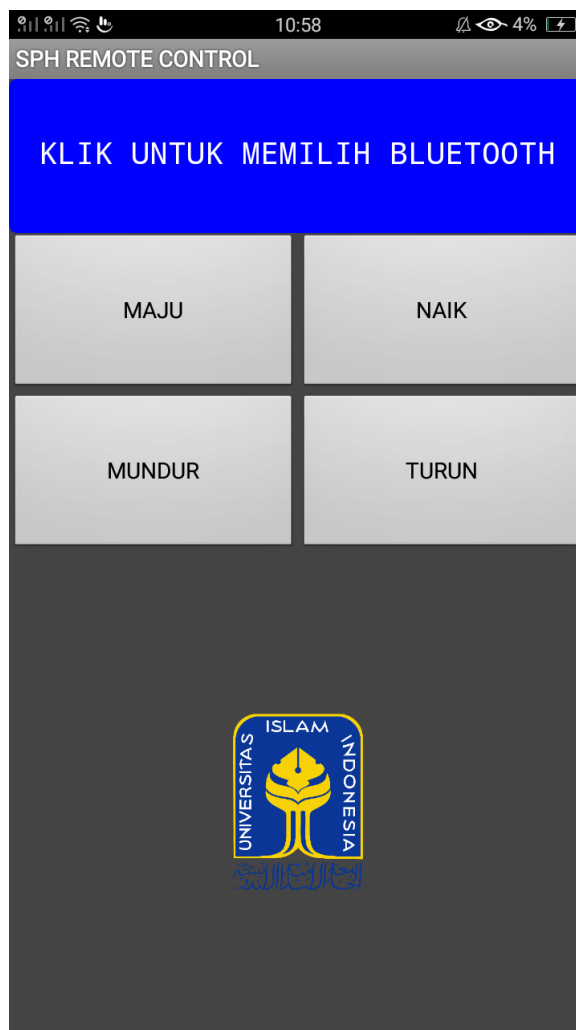 10:58
4%
SPH REMOTE CONTROL
KLIK UNTUK MEMILIH BLUETOOTH
MAJU
NAIK
MUNDUR
TURUN
UNIVERSITAS ISLAM INDONESIA